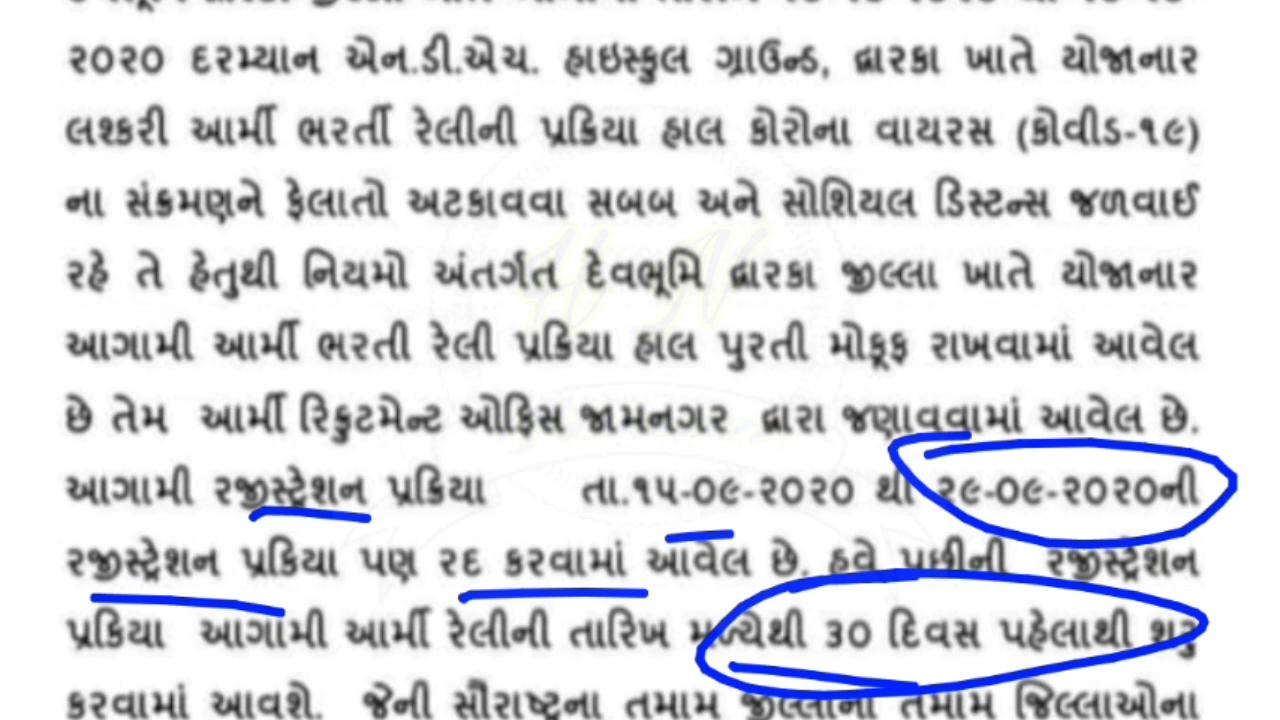 ૨૦૨૦ દરમ્યાન એન.ડી.એચ. હાઇસ્કુલ ગ્રાઉન્ડ, દ્વારકા ખાતે યોજાનાર
લશ્કરી આર્મી ભરર્તી રેલીની પ્રક્રિયા હાલ કોરોના વાયરસ (કોવીડ-૧૯)
ના સંક્રમણને ફેલાતો અટકાવવા સબબ અને સોશિયલ ડિસ્ટન્સ જળવાઈ
રહે તે હેતુથી નિયમો અંતર્ગત દેવભૂમિ દ્વારકા જીલ્લા ખાતે યોજાનાર
આગામી આર્મી ભરતી રેલી પ્રક્રિયા હાલ પુરતી મોકૂફ રાખવામાં આવેલ
છે તેમ આર્મી રિક્રુટમેન્ટ ઓફિસ જામનગર દ્વારા જણાવવામાં આવેલ છે.
આગામી રજીસ્ટ્રેશન પ્રક્રિયા તા.૧૫-૦૯-૨૦૨૦ થી ૨૯-૦૯-૨૦૨૦ની
રજીસ્ટ્રેશન પ્રક્રિયા પણ રદ કરવામાં આવેલ છે. હવે પછીની રજીસ્ટ્રેશન
પ્રક્રિયા આગામી આર્મી રેલીની તારિખ મળ્યેથી ૩૦ દિવસ પહેલાથી શરુ
કરવામાં આવશે. જેની સૌરાષ્ટ્રના તમામ જીલ્લાના તમામ જિલ્લાઓના